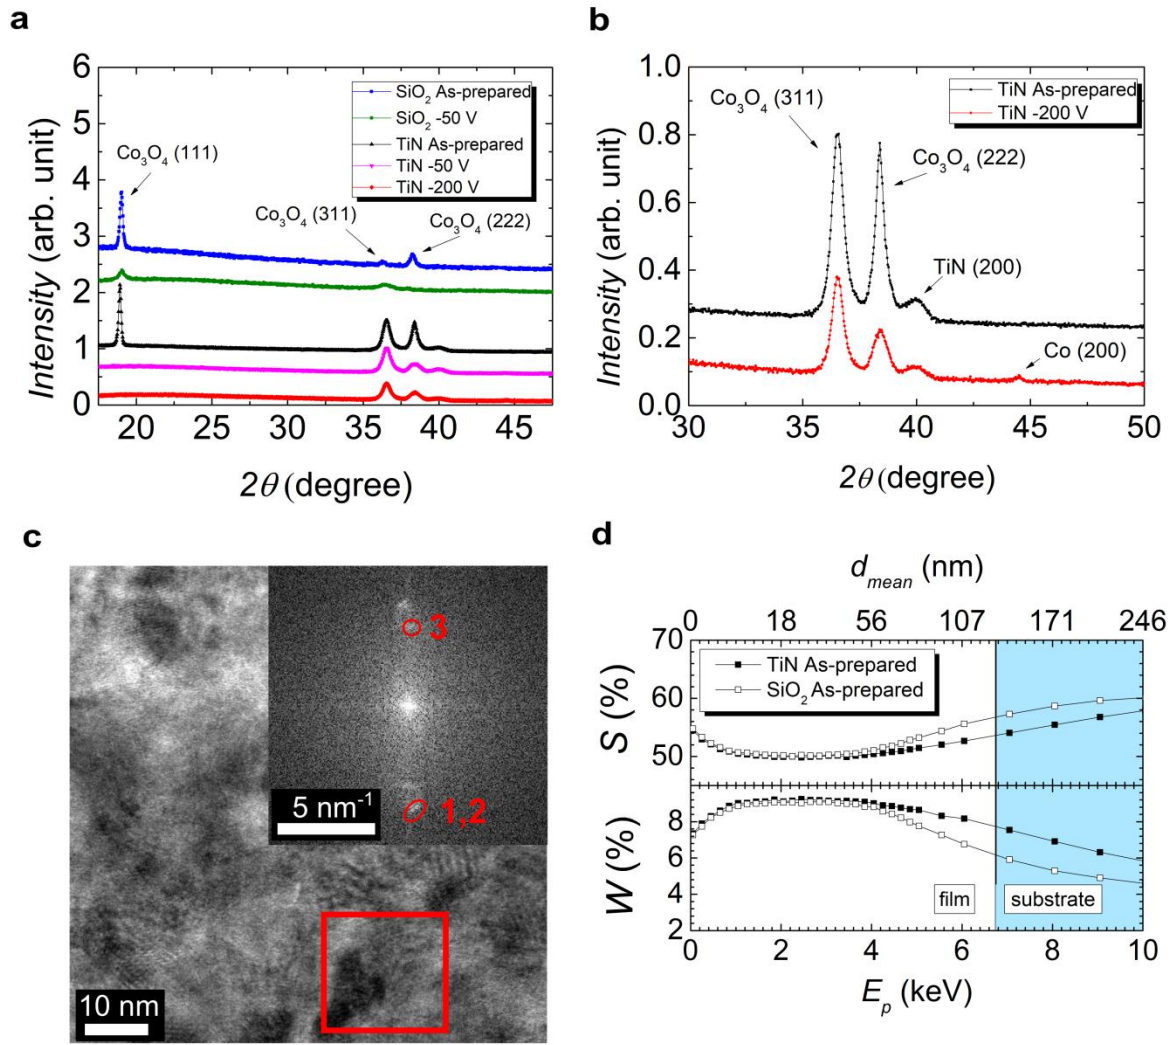 a
6
5
4
3
2
1
0
Intensity (arb. unit)
SiO2 As-prepared
SiO2 -50 V
TiN As-prepared
TiN -50 V
TiN -200 V
Co3O4 (111)
Co3O4 (311)
Co3O4 (222)
20 25 30 35 40 45
2θ (degree)
b
1.0
0.8
0.6
0.4
0.2
0.0
Intensity (arb. unit)
TiN As-prepared
TiN -200 V
Co3O4 (311)
Co3O4 (222)
TiN (200)
Co (200)
30 35 40 45 50
2θ (degree)
c
3
5 nm-1
1,2
10 nm
d
dmean (nm)
0 18 28 56 107 171 246
70
60
50
S (%)
TiN As-prepared
SiO2 As-prepared
8
6
4
2
W (%)
film
substrate
0 2 4 6 8 10
Ep (keV)